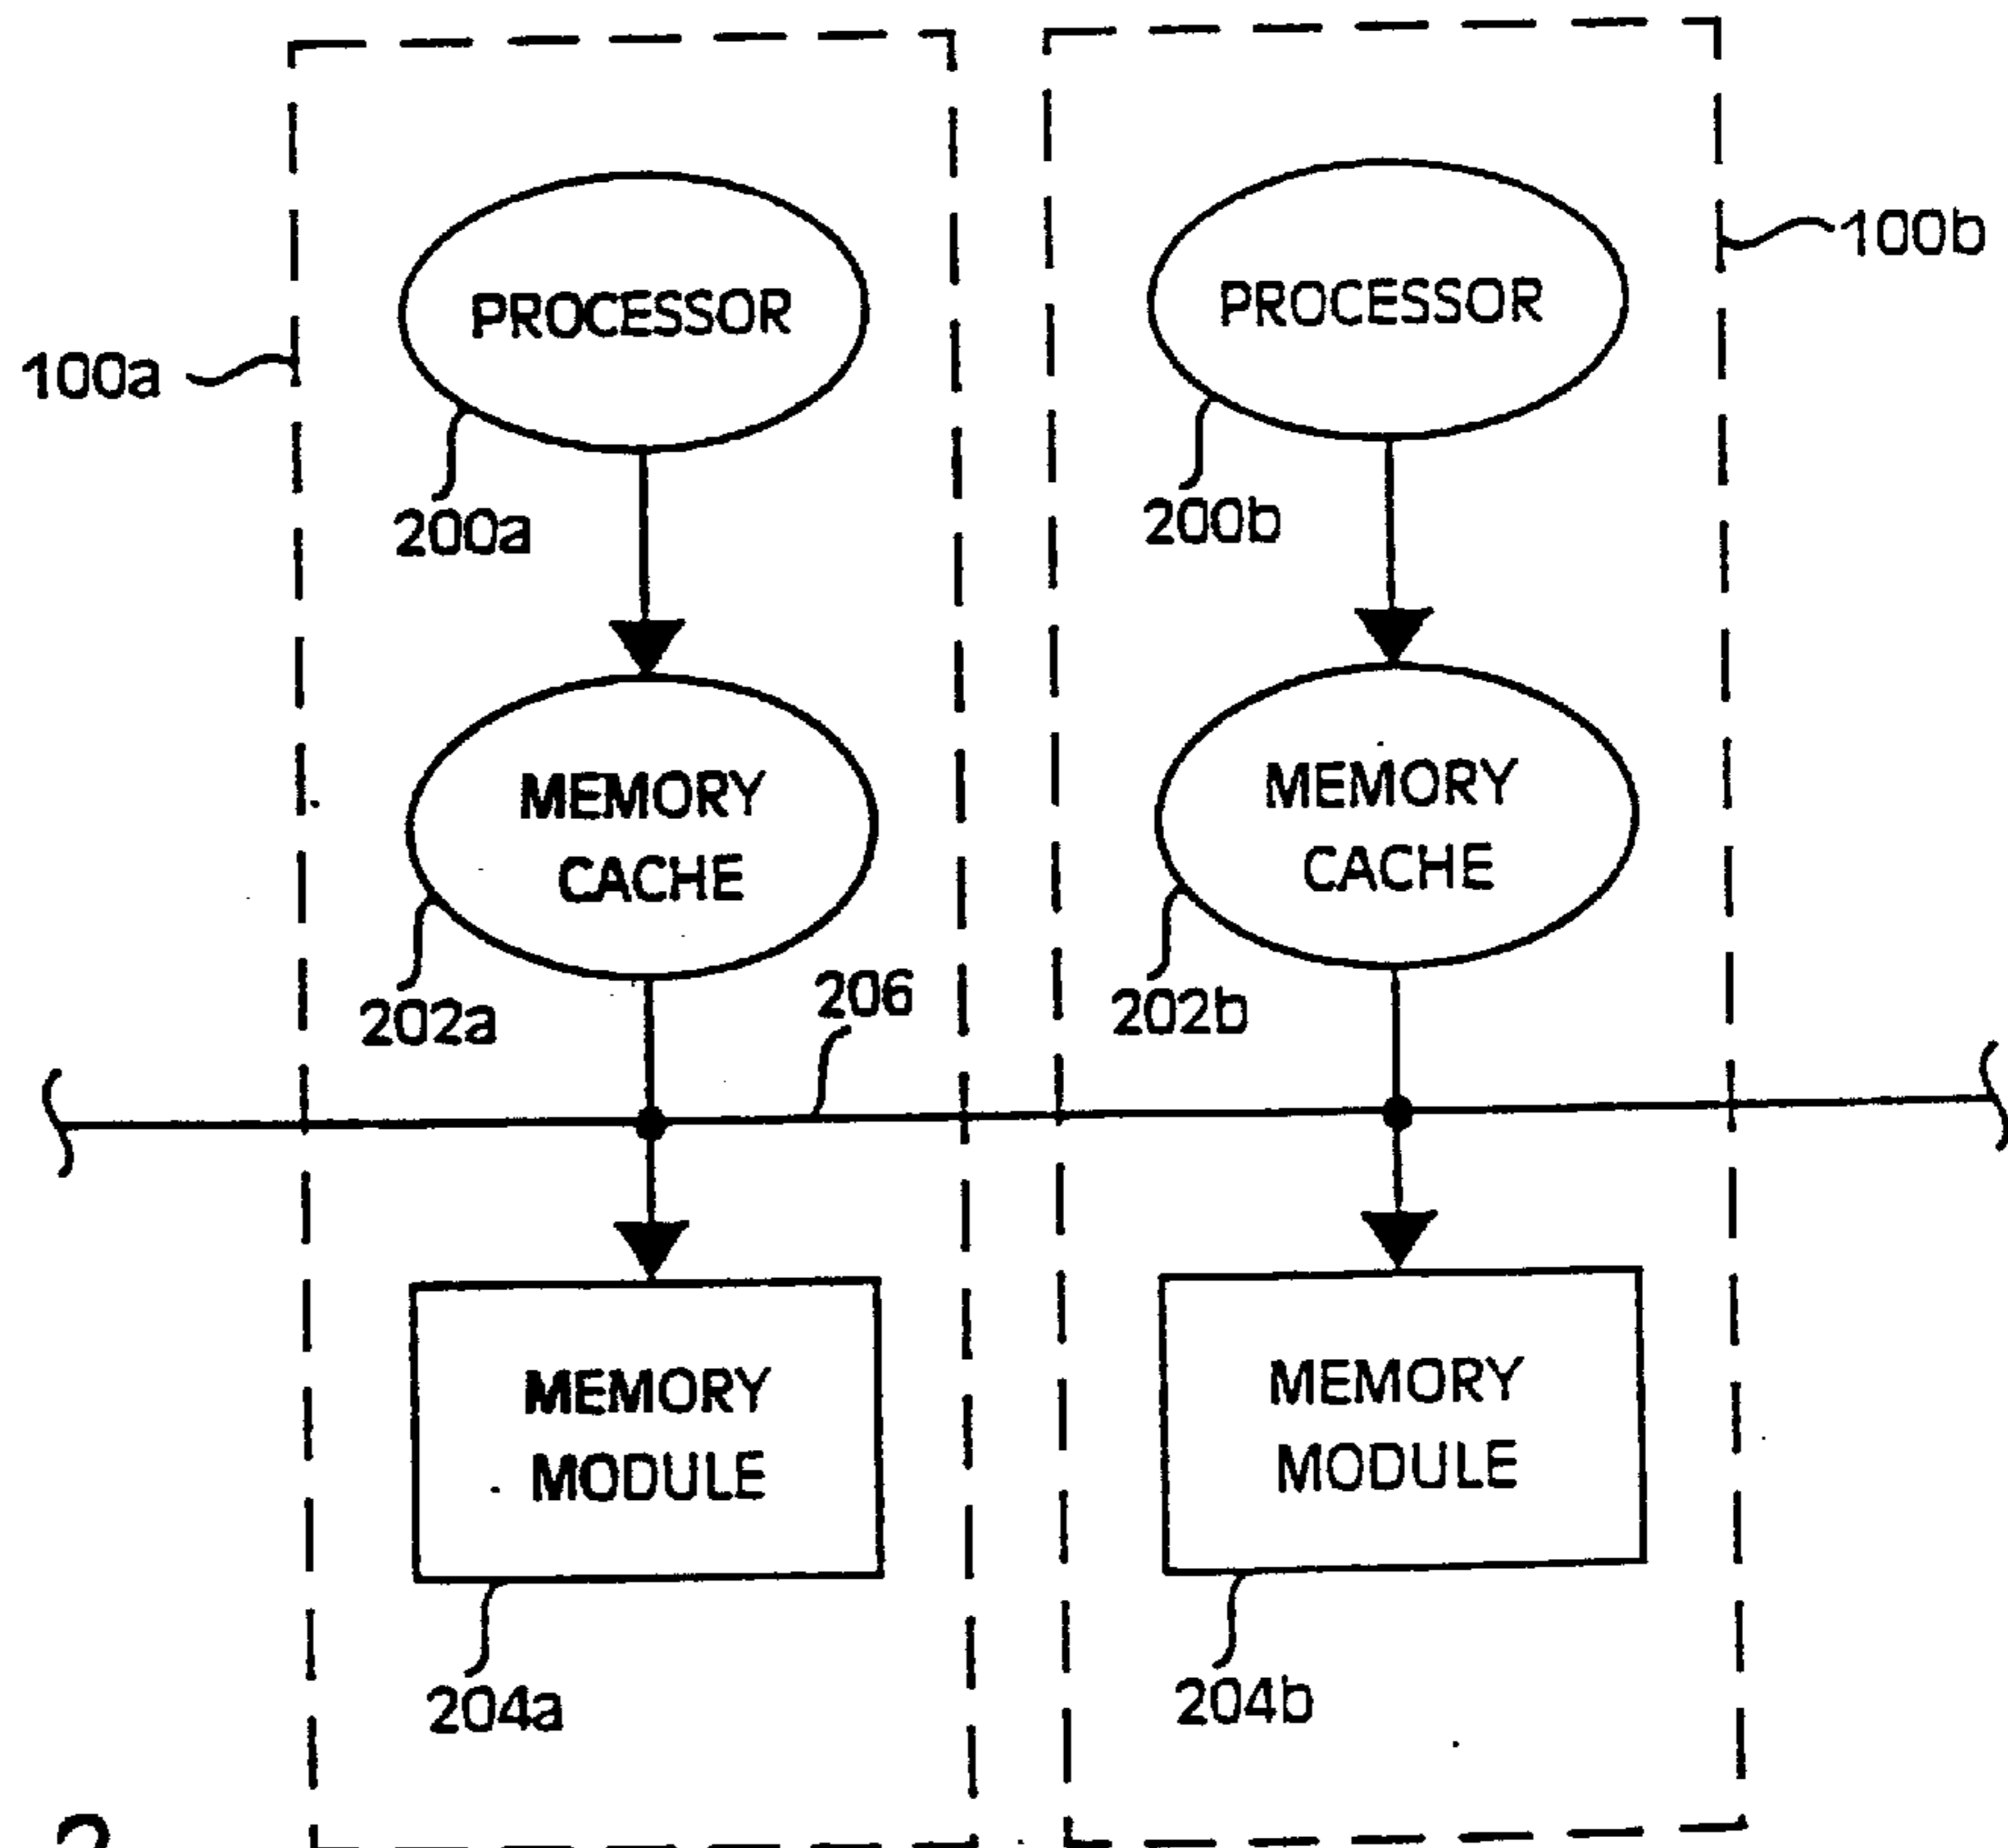 PROCESSOR
PROCESSOR
100b
100a
200a
200b
MEMORY
CACHE
MEMORY
CACHE
206
202a
202b
MEMORY
MODULE
MEMORY
MODULE
204a
204b